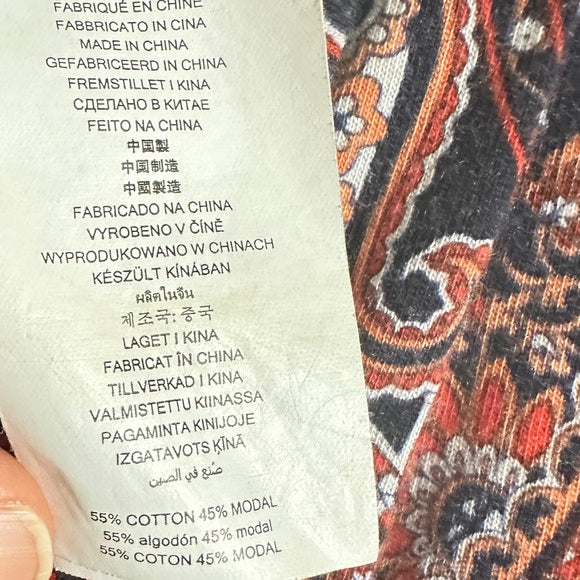 FABRIQUÉ EN CHINE
FABBRICATO IN CINA
MADE IN CHINA
GEFABRICEERD IN CHINA
FREMSTILLET I KINA
СДЕЛАНО В КИТАЕ
FEITO NA CHINA
中国製
中国制造
中國製造
FABRICADO NA CHINA
VYROBENO V ČÍNĚ
WYPRODUKOWANO W CHINACH
KÉSZÜLT KÍNÁBAN
ผลิตในจีน
제조국: 중국
LAGET I KINA
FABRICAT ÎN CHINA
TILLVERKAD I KINA
VALMISTETTU KIINASSA
PAGAMINTA KINIJOJE
IZGATAVOTS ĶĪNĀ
صنع في الصين
55% COTTON 45% MODAL
55% algodón 45% modal
55% COTON 45% MODAL